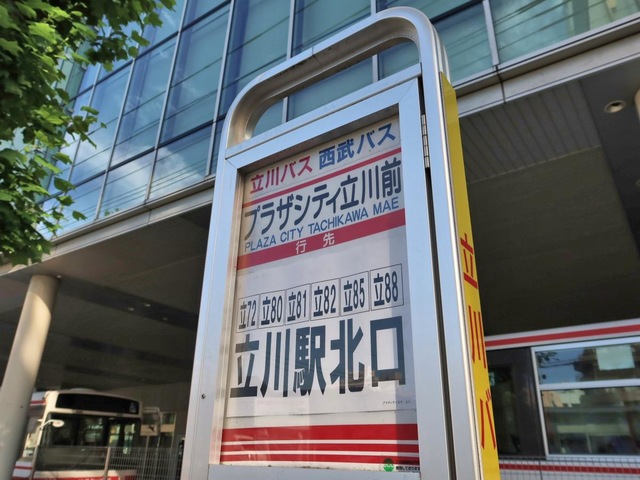 立川バス 西武バス
プラザシティ立川前
PLAZA CITY TACHIKAWA MAE
行先
立72 立80 立81 立82 立85 立88
立川駅北口
立川バ